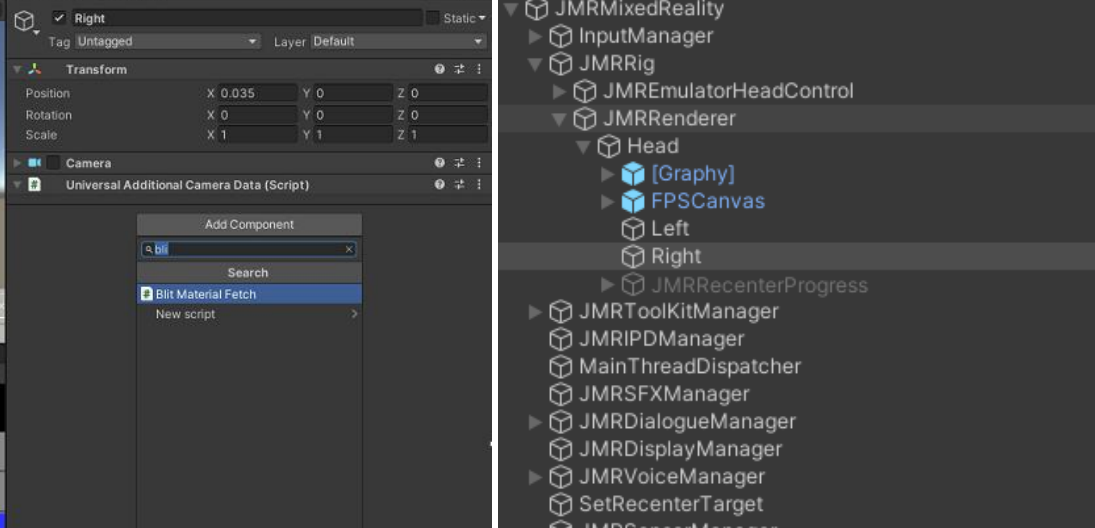 Right
Static
Tag Untagged Layer Default
Transform
Position X 0.035 Y 0 Z 0
Rotation X 0 Y 0 Z 0
Scale X 1 Y 1 Z 1
Camera
Universal Additional Camera Data (Script)
Add Component
bli
Search
Blit Material Fetch
New script
JMRMixedReality
InputManager
JMRRig
JMREmulatorHeadControl
JMRRenderer
Head
[Graphy]
FPSCanvas
Left
Right
JMRRecenterProgress
JMRToolKitManager
JMRIPDManager
MainThreadDispatcher
JMRSFXManager
JMRDialogueManager
JMRDisplayManager
JMRVoiceManager
SetRecenterTarget